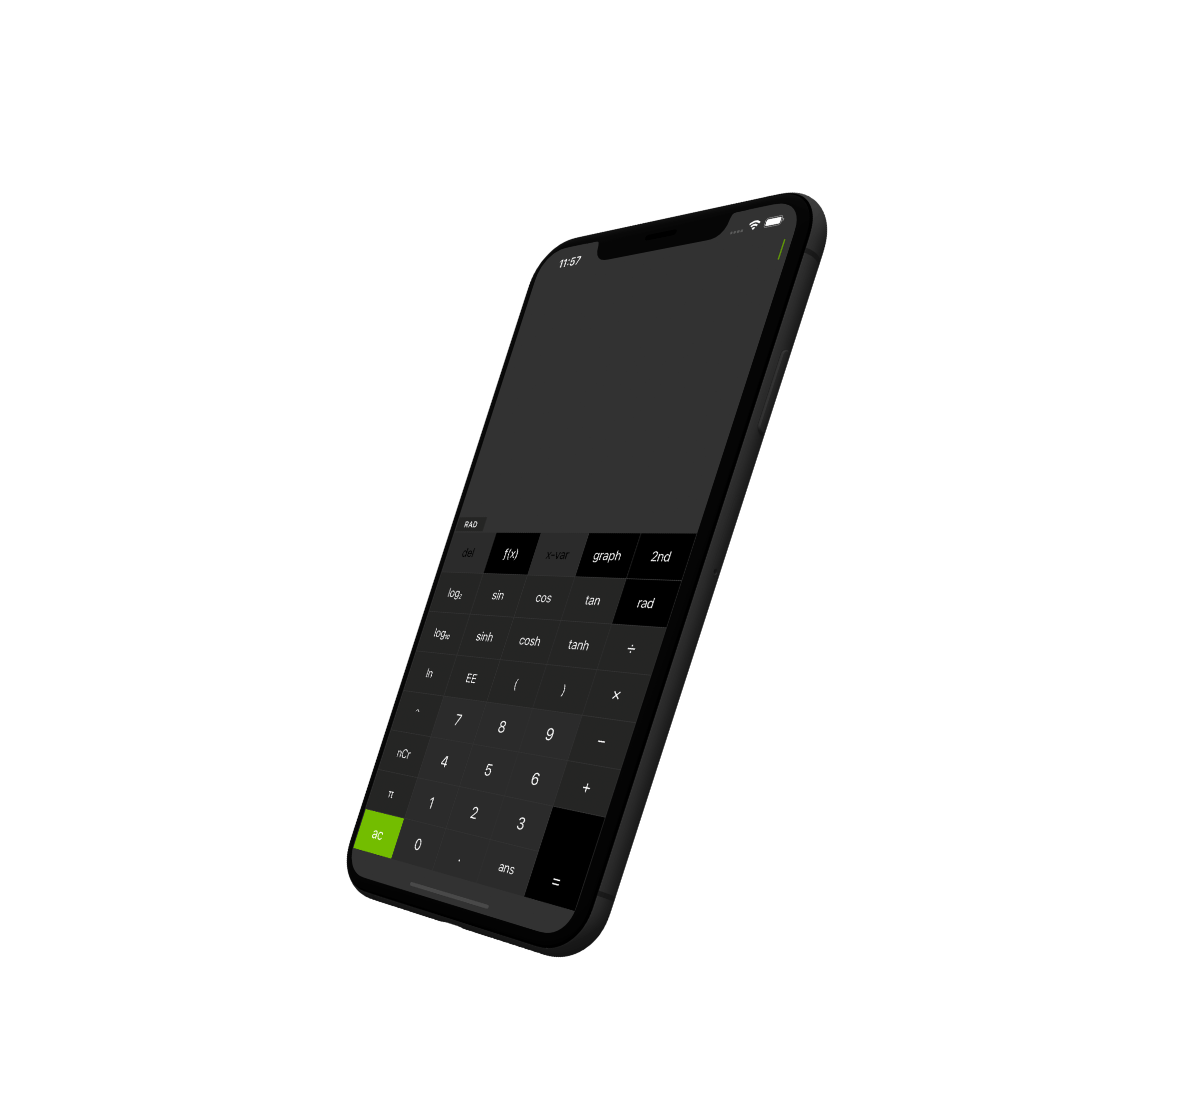 11:57
RAD
del f(x) x-var graph 2nd
log₂ sin cos tan rad
log₁₀ sinh cosh tanh ÷
ln EE ( ) ×
^ 7 8 9 −
nCr 4 5 6 +
π 1 2 3
ac 0 . ans =